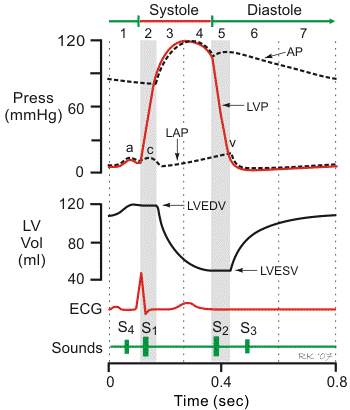 Systole Diastole
1 2 3 4 5 6 7
120
AP
Press
(mmHg)
60
LVP
LAP
a c v
0
120
LVEDV
LV
Vol
(ml)
80
LVESV
40
ECG
S4 S1 S2 S3
Sounds
RK '07
0 0.4 0.8
Time (sec)